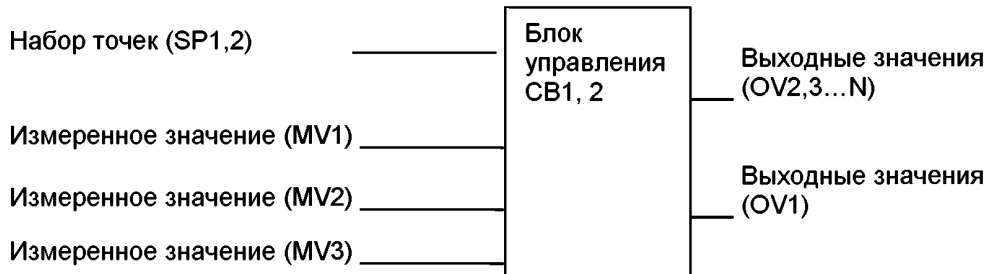 Набор точек (SP1,2)
Блок
управления
CB1, 2
Выходные значения
(OV2,3...N)
Измеренное значение (MV1)
Измеренное значение (MV2)
Выходные значения
(OV1)
Измеренное значение (MV3)